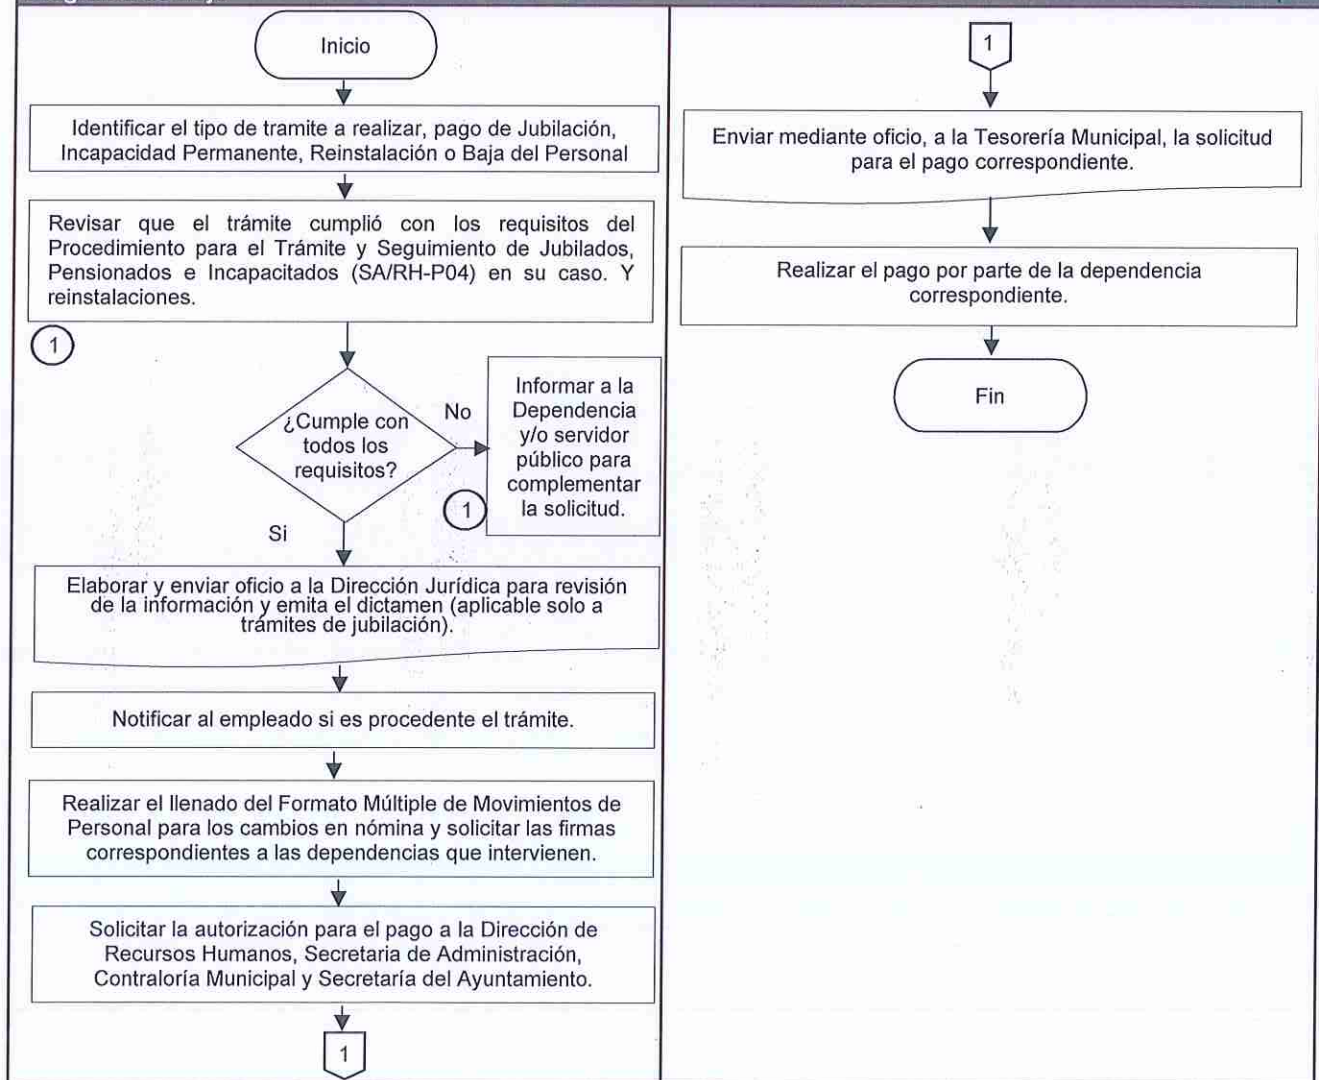 Inicio
Identificar el tipo de tramite a realizar, pago de Jubilación,
Incapacidad Permanente, Reinstalación o Baja del Personal
Revisar que el trámite cumplió con los requisitos del
Procedimiento para el Trámite y Seguimiento de Jubilados,
Pensionados e Incapacitados (SA/RH-P04) en su caso. Y
reinstalaciones.
1
¿Cumple con
todos los
requisitos?
No
Informar a la
Dependencia
y/o servidor
público para
complementar
la solicitud.
1
Si
Elaborar y enviar oficio a la Dirección Jurídica para revisión
de la información y emita el dictamen (aplicable solo a
trámites de jubilación).
Notificar al empleado si es procedente el trámite.
Realizar el llenado del Formato Múltiple de Movimientos de
Personal para los cambios en nómina y solicitar las firmas
correspondientes a las dependencias que intervienen.
Solicitar la autorización para el pago a la Dirección de
Recursos Humanos, Secretaria de Administración,
Contraloría Municipal y Secretaría del Ayuntamiento.
1
1
Enviar mediante oficio, a la Tesorería Municipal, la solicitud
para el pago correspondiente.
Realizar el pago por parte de la dependencia
correspondiente.
Fin